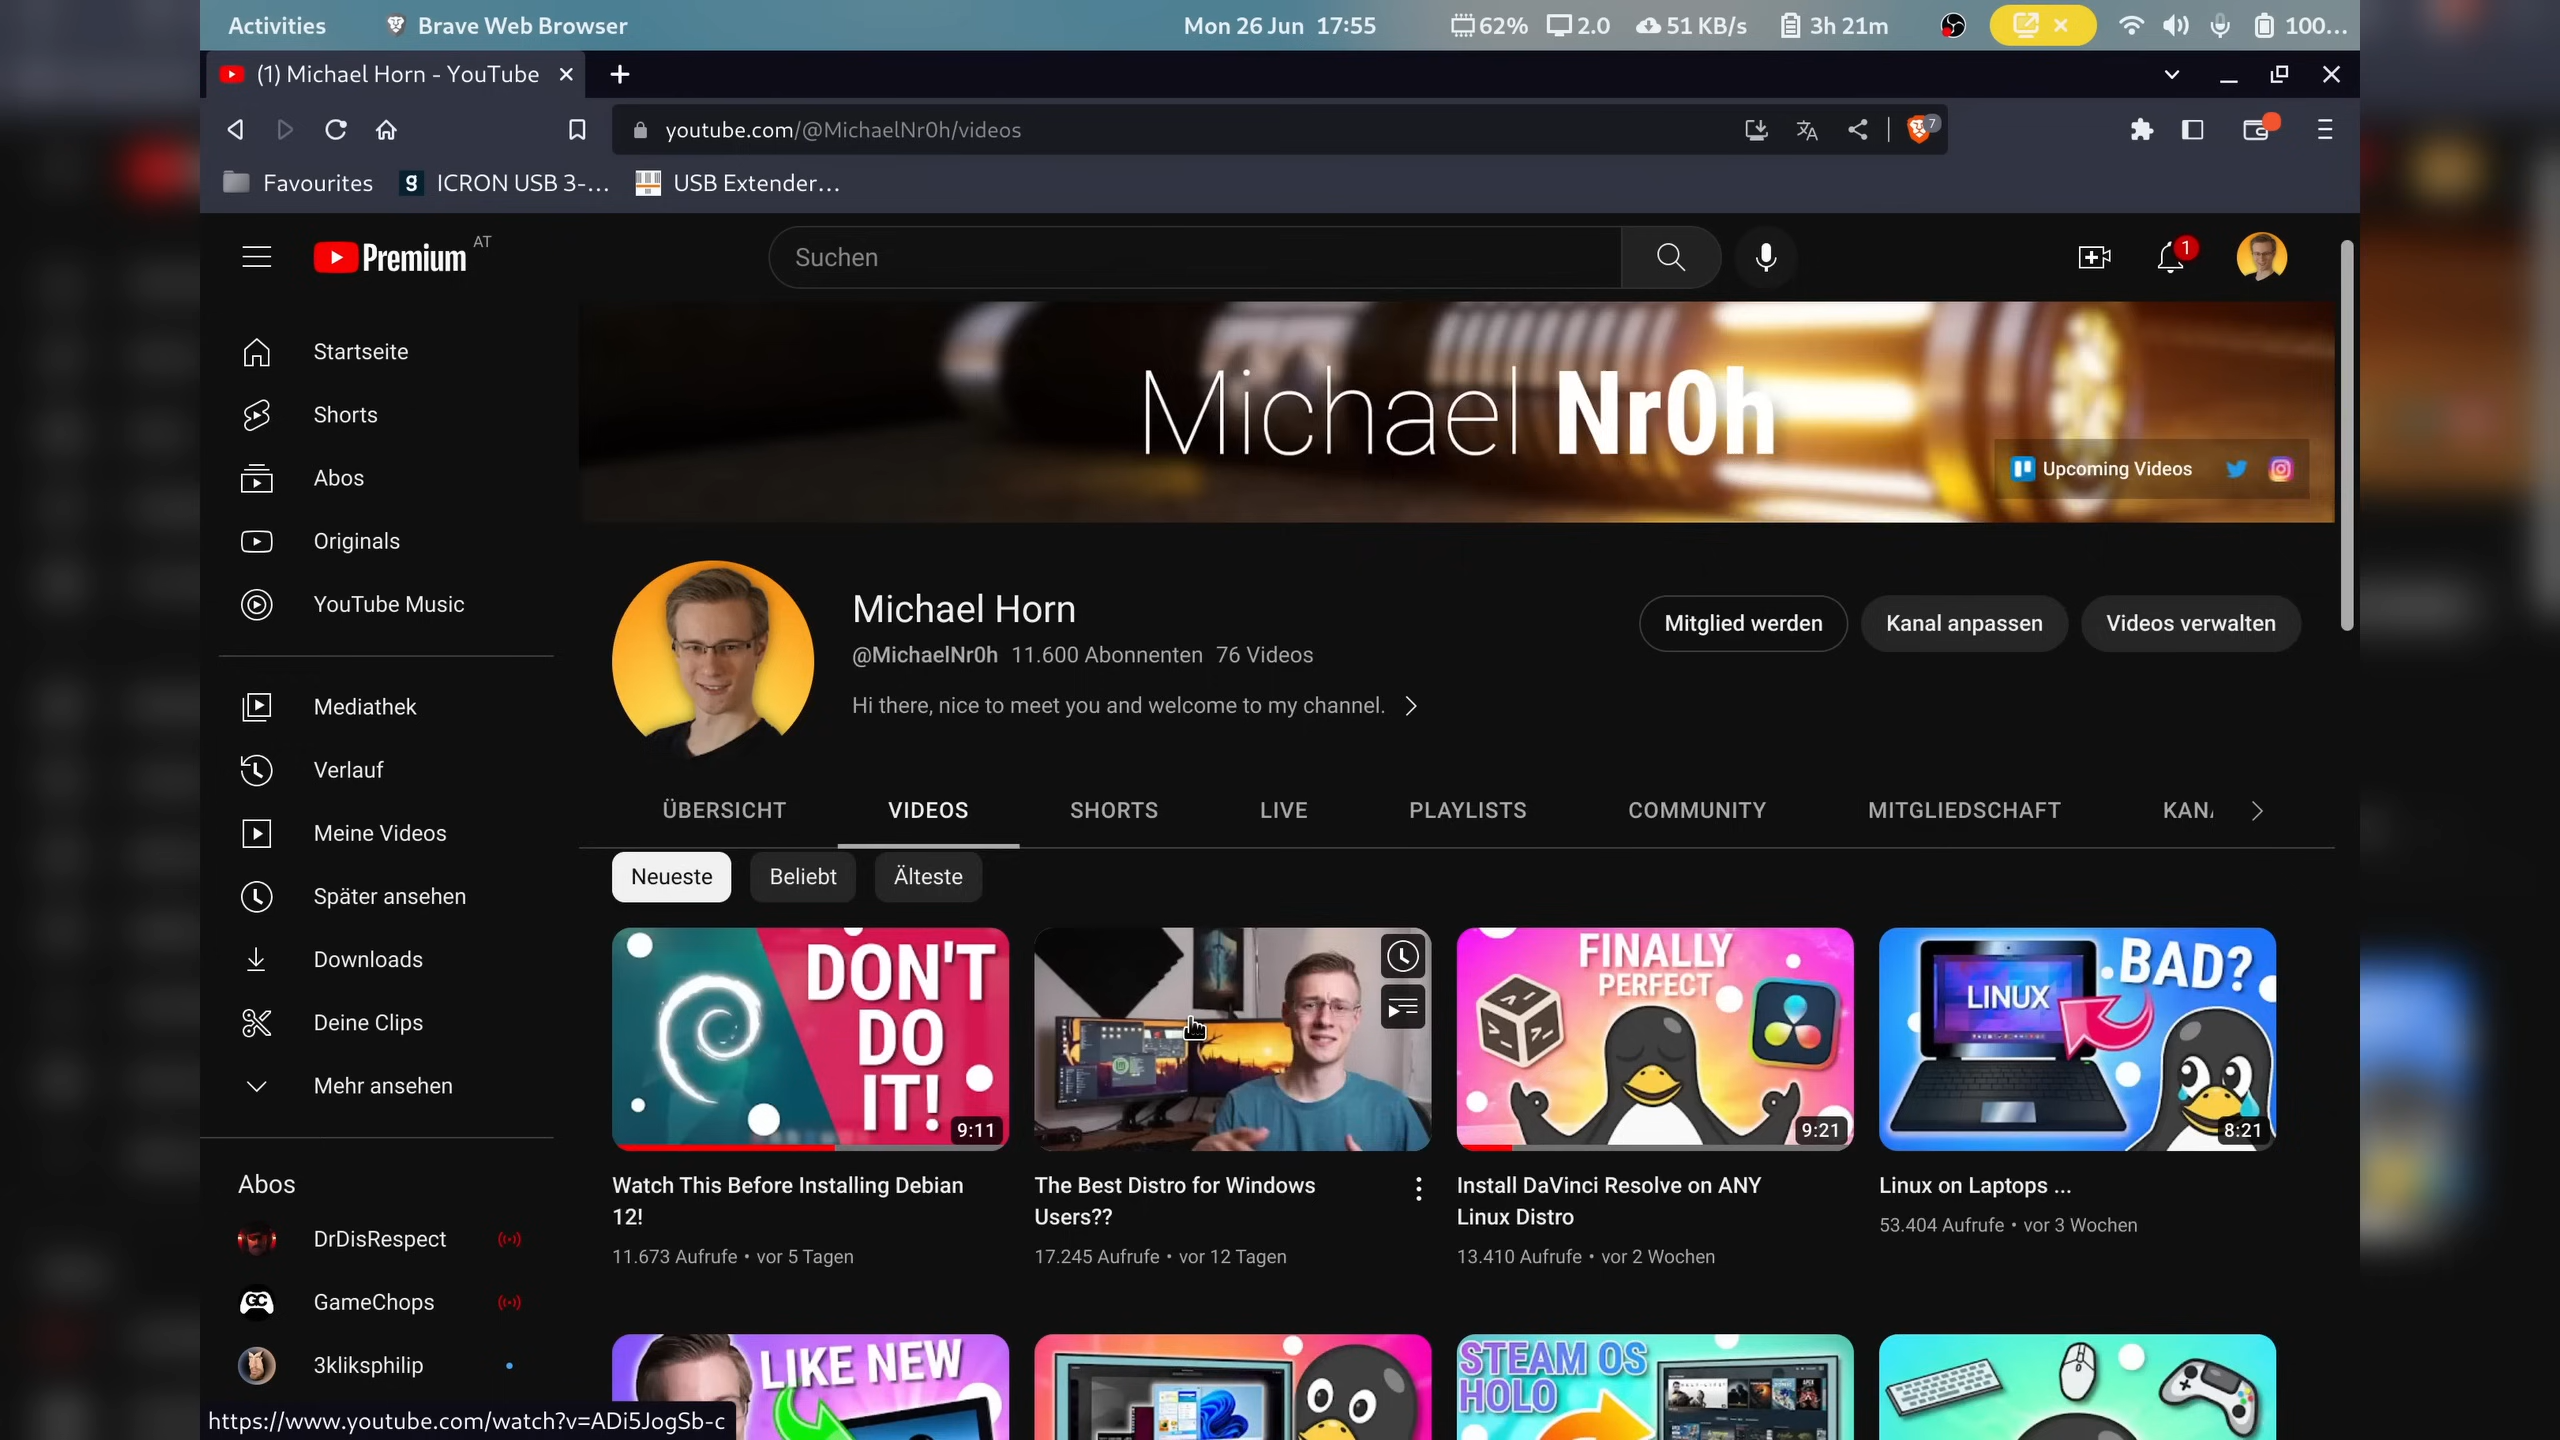 Activities Brave Web Browser Mon 26 Jun 17:55 62% 2.0 51 KB/s 3h 21m 100...
(1) Michael Horn - YouTube
youtube.com/@MichaelNr0h/videos 7
Favourites ICRON USB 3-... USB Extender...
Premium AT Suchen 1
Startseite
Shorts
Abos
Originals
YouTube Music
Mediathek
Verlauf
Meine Videos
Später ansehen
Downloads
Deine Clips
Mehr ansehen
Abos
DrDisRespect
GameChops
3kliksphilip
Michael Nr0h
Upcoming Videos
Michael Horn
@MichaelNr0h 11.600 Abonnenten 76 Videos
Hi there, nice to meet you and welcome to my channel.
Mitglied werden Kanal anpassen Videos verwalten
ÜBERSICHT VIDEOS SHORTS LIVE PLAYLISTS COMMUNITY MITGLIEDSCHAFT KAN
Neueste Beliebt Älteste
DON'T
DO
IT!
9:11
Watch This Before Installing Debian
12!
11.673 Aufrufe • vor 5 Tagen
The Best Distro for Windows
Users??
17.245 Aufrufe • vor 12 Tagen
FINALLY
PERFECT
9:21
Install DaVinci Resolve on ANY
Linux Distro
13.410 Aufrufe • vor 2 Wochen
BAD?
LINUX
8:21
Linux on Laptops ...
53.404 Aufrufe • vor 3 Wochen
LIKE NEW
STEAM OS
HOLO
https://www.youtube.com/watch?v=ADi5JogSb-c